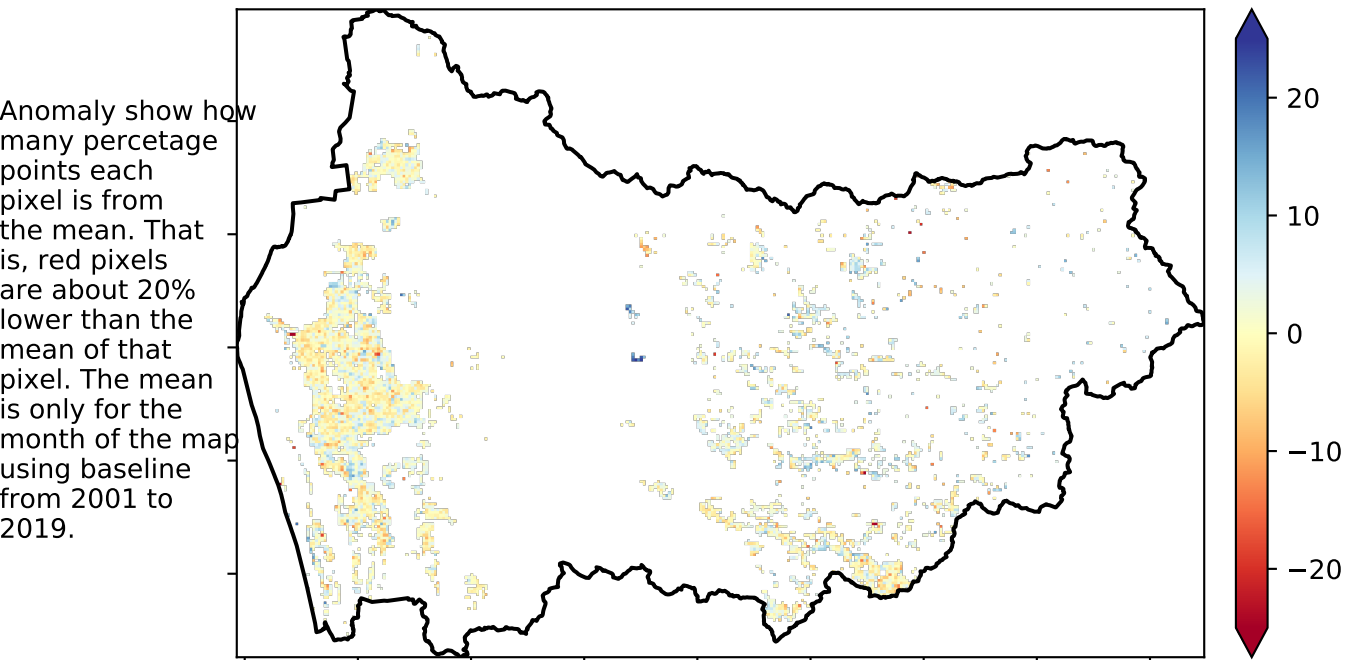 Anomaly show how
many percetage
points each
pixel is from
the mean. That
is, red pixels
are about 20%
lower than the
mean of that
pixel. The mean
is only for the
month of the map
using baseline
from 2001 to
2019.
20
10
0
−10
−20